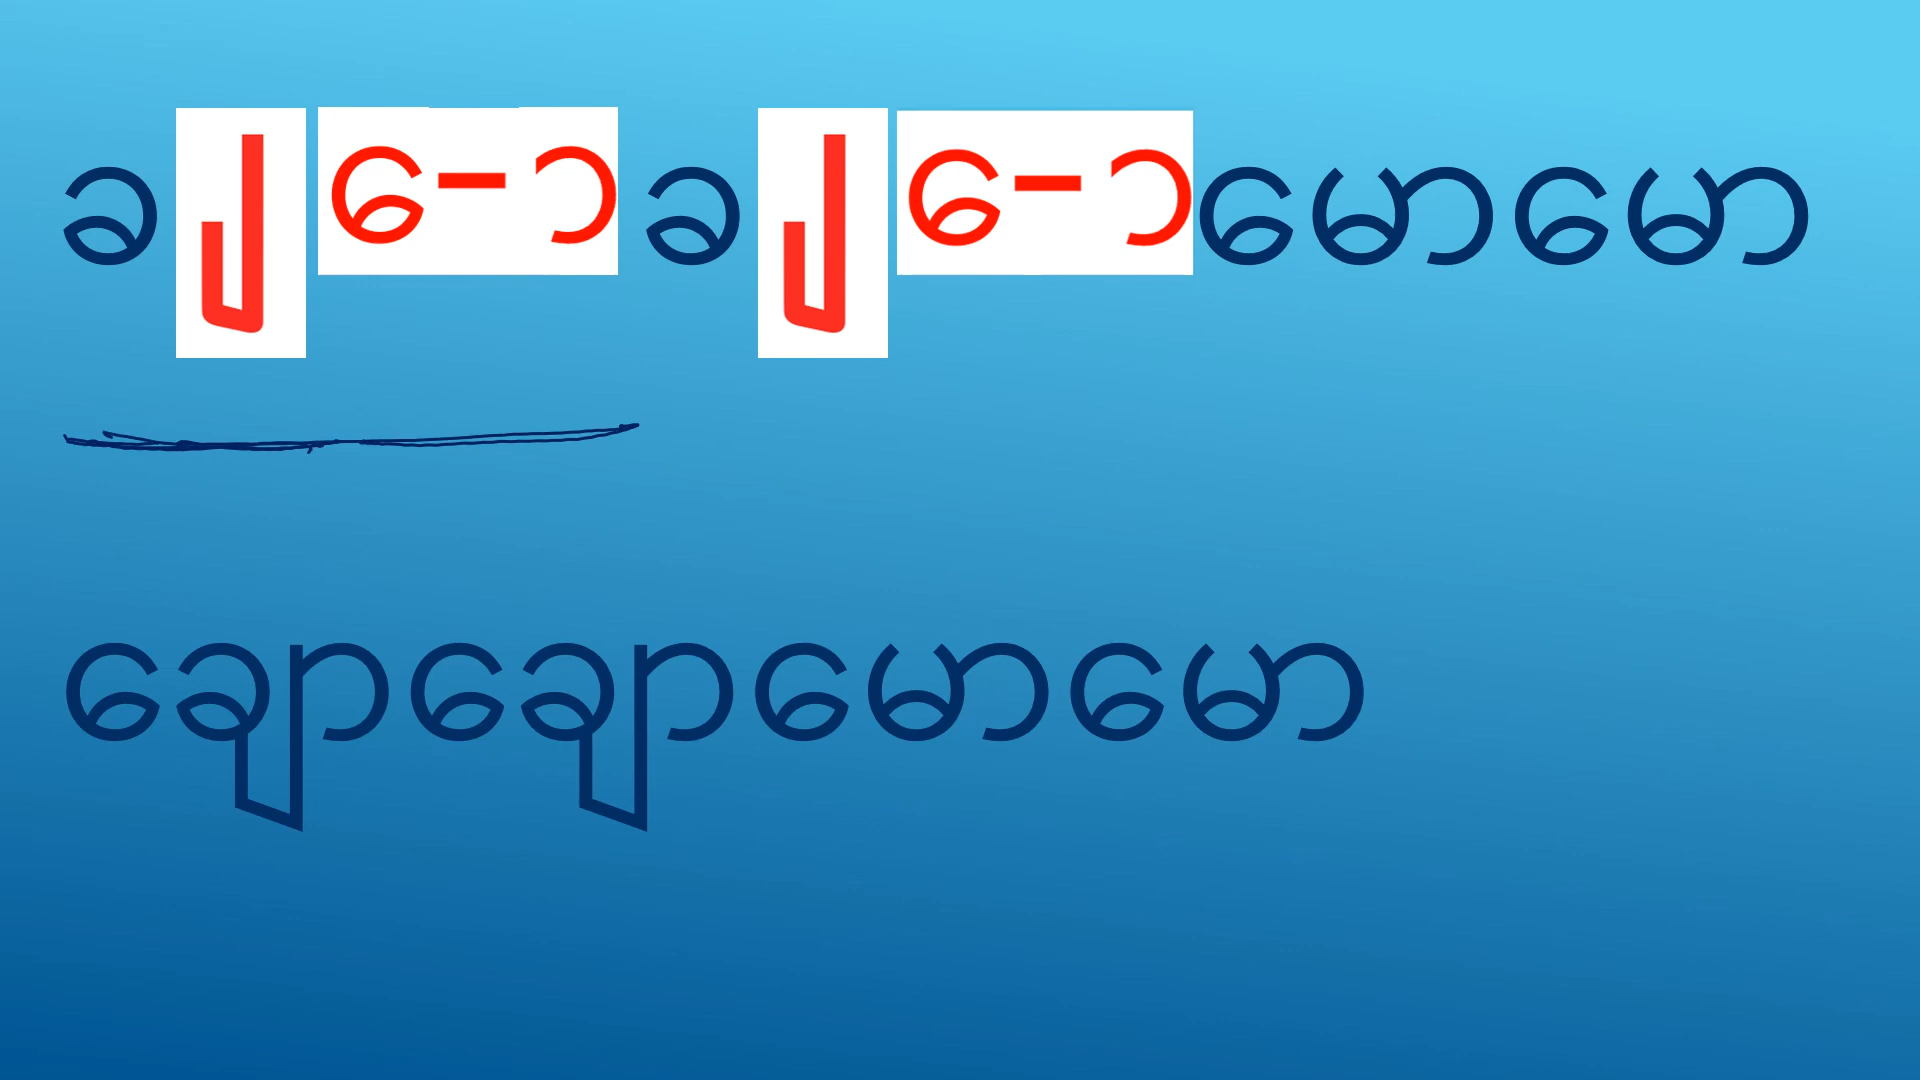 ခ ျ ေ-ာ ခ ျ ေ-ာ မောမော
ချောချောမောမော